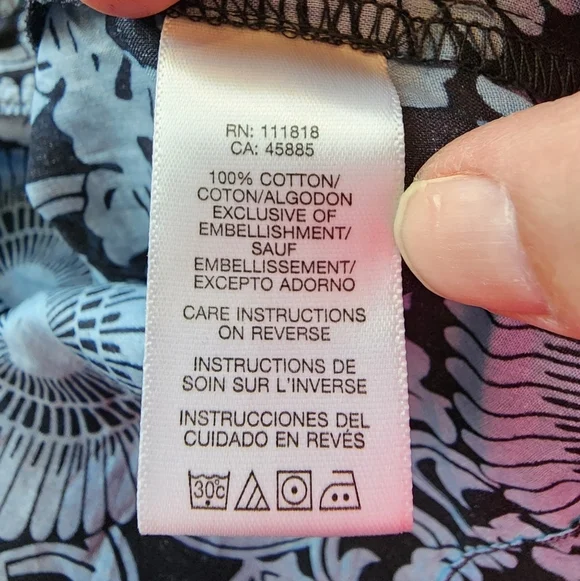 RN: 111818
CA: 45885
100% COTTON/
COTON/ALGODON
EXCLUSIVE OF
EMBELLISHMENT/
SAUF
EMBELLISSEMENT/
EXCEPTO ADORNO
CARE INSTRUCTIONS
ON REVERSE
INSTRUCTIONS DE
SOIN SUR L'INVERSE
INSTRUCCIONES DEL
CUIDADO EN REVÉS
30°C